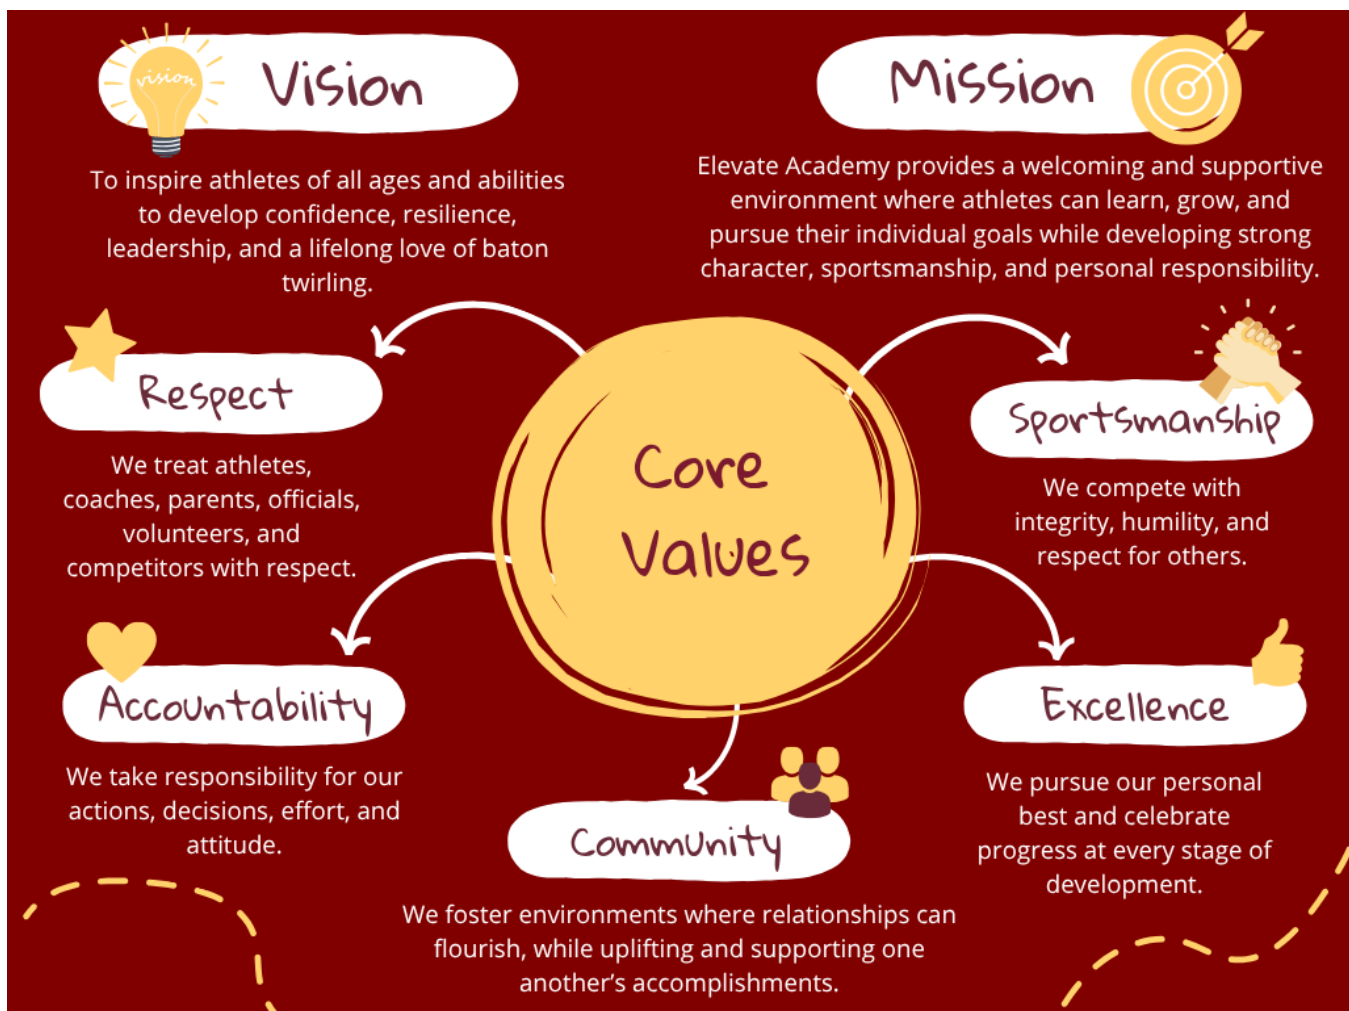 vision
Vision
To inspire athletes of all ages and abilities
to develop confidence, resilience,
leadership, and a lifelong love of baton
twirling.
Mission
Elevate Academy provides a welcoming and supportive
environment where athletes can learn, grow, and
pursue their individual goals while developing strong
character, sportsmanship, and personal responsibility.
Core
Values
Respect
We treat athletes,
coaches, parents, officials,
volunteers, and
competitors with respect.
Sportsmanship
We compete with
integrity, humility, and
respect for others.
Accountability
We take responsibility for our
actions, decisions, effort, and
attitude.
Excellence
We pursue our personal
best and celebrate
progress at every stage of
development.
Community
We foster environments where relationships can
flourish, while uplifting and supporting one
another’s accomplishments.